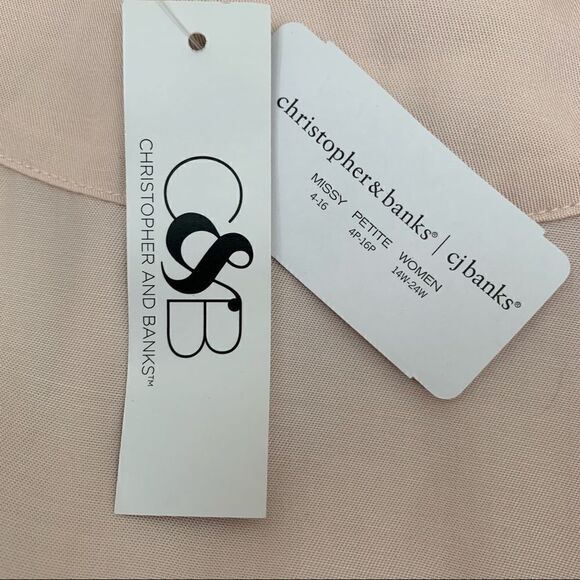 C&B
CHRISTOPHER AND BANKS™
christopher&banks® | cj banks®
MISSY PETITE WOMEN
4-16 4P-16P 14W-24W